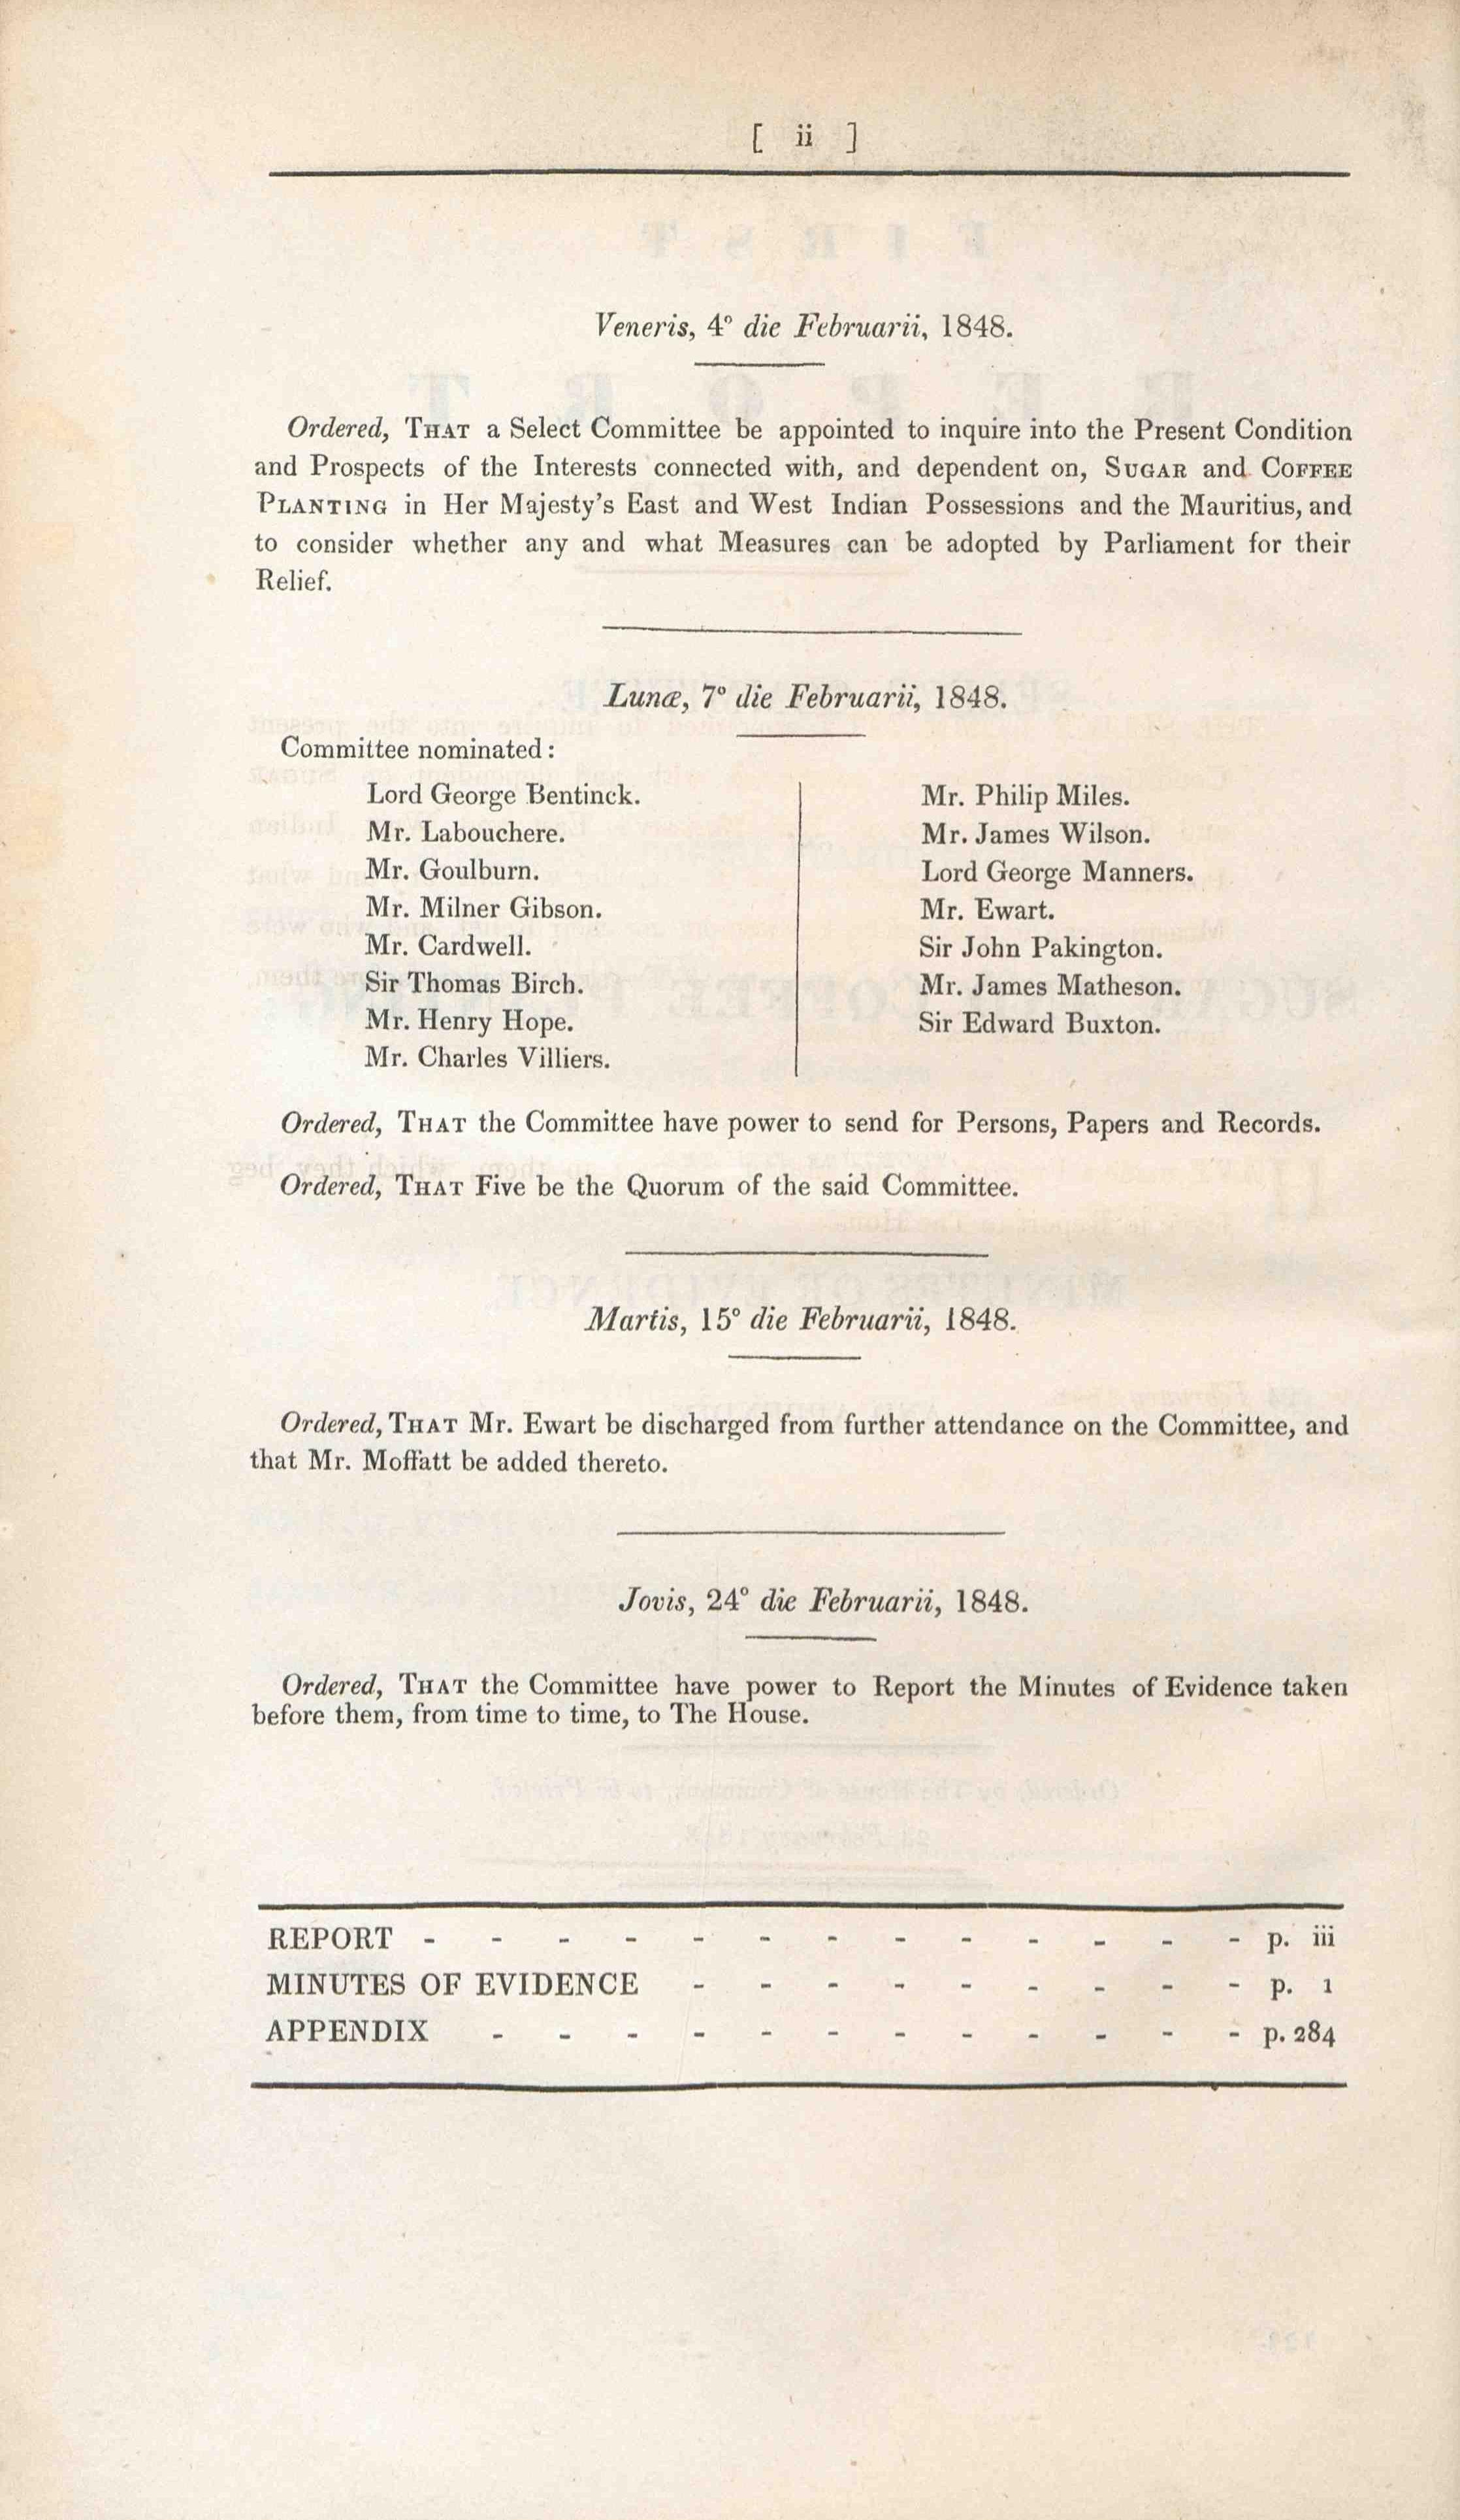 [ ii ]
Veneris, 4° die Februarii, 1848.
Ordered, THAT a Select Committee be appointed to inquire into the Present Condition
and Prospects of the Interests connected with, and dependent on, SUGAR and COFFEE
PLANTING in Her Majesty's East and West Indian Possessions and the Mauritius, and
to consider whether any and what Measures can be adopted by Parliament for their
Relief.
Lunæ, 7° die Februarii, 1848.
Committee nominated:
Lord George Bentinck.
Mr. Labouchere.
Mr. Goulburn.
Mr. Milner Gibson.
Mr. Cardwell.
Sir Thomas Birch.
Mr. Henry Hope.
Mr. Charles Villiers.
Mr. Philip Miles.
Mr. James Wilson.
Lord George Manners.
Mr. Ewart.
Sir John Pakington.
Mr. James Matheson.
Sir Edward Buxton.
Ordered, THAT the Committee have power to send for Persons, Papers and Records.
Ordered, THAT Five be the Quorum of the said Committee.
Martis, 15° die Februarii, 1848.
Ordered, THAT Mr. Ewart be discharged from further attendance on the Committee, and
that Mr. Moffatt be added thereto.
Jovis, 24° die Februarii, 1848.
Ordered, THAT the Committee have power to Report the Minutes of Evidence taken
before them, from time to time, to The House.
REPORT - - - - - - - - - - - - - p. iii
MINUTES OF EVIDENCE - - - - - - - - - p. 1
APPENDIX - - - - - - - - - - - - p. 284